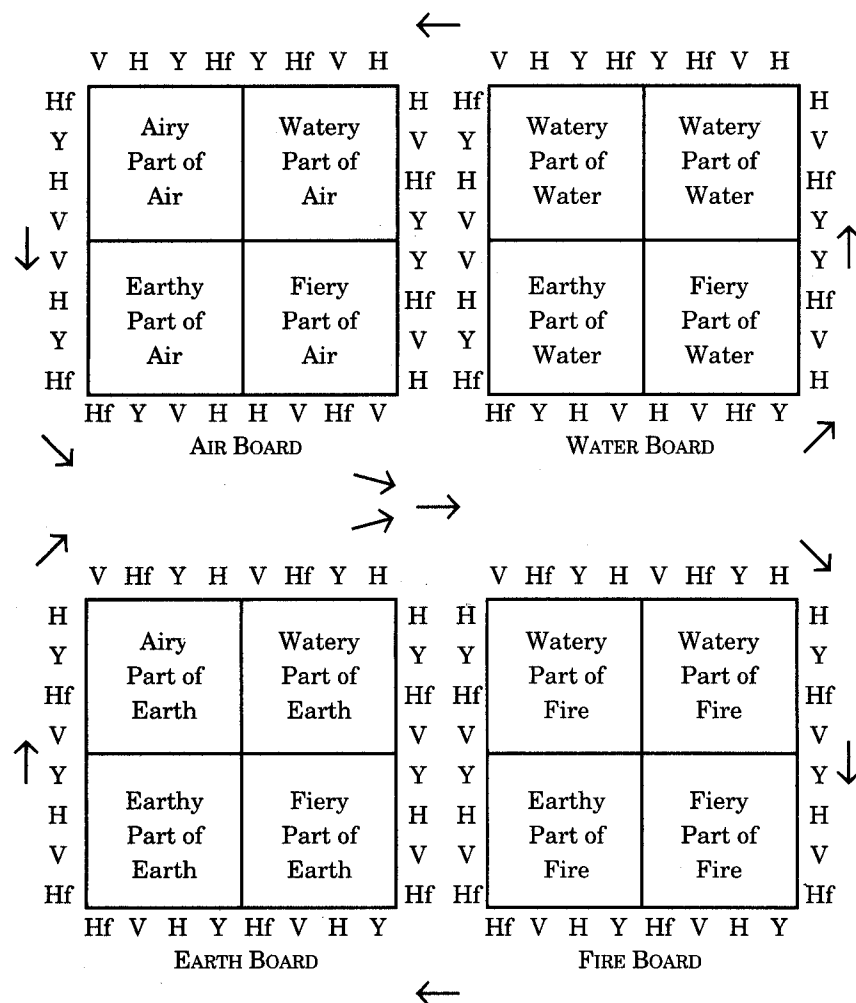 V H Y Hf Y Hf V H
V H Y Hf Y Hf V H
Hf Airy Watery H
Y Part of Part of V
H Air Air Hf
V Y
V Earthy Fiery Y
H Part of Part of Hf
Y Air Air V
Hf H
Hf Y V H H V Hf V
AIR BOARD
Hf Watery Watery H
Y Part of Part of V
H Water Water Hf
V Y
V Earthy Fiery Y
H Part of Part of Hf
Y Water Water V
Hf H
Hf Y H V H V Hf Y
WATER BOARD
V Hf Y H V Hf Y H
H Airy Watery H
Y Part of Part of Y
Hf Earth Earth Hf
V V
Y Earthy Fiery Y
H Part of Part of H
V Earth Earth V
Hf Hf
Hf V H Y Hf V H Y
EARTH BOARD
V Hf Y H V Hf Y H
H Watery Watery H
Y Part of Part of Y
Hf Fire Fire Hf
V V
Y Earthy Fiery Y
H Part of Part of H
V Fire Fire V
Hf Hf
Hf V H Y Hf V H Y
FIRE BOARD